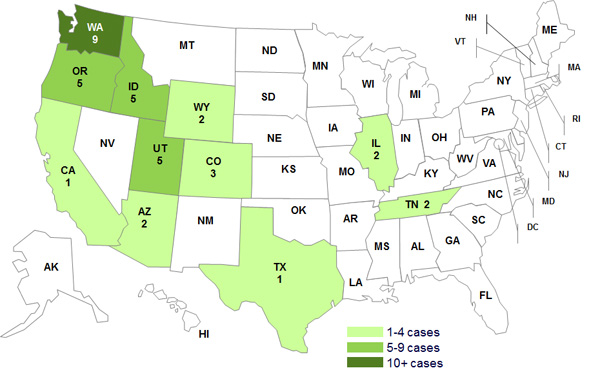 WA
9
OR
5
ID
5
MT
ND
SD
MN
WI
MI
NH
VT
ME
NY
MA
RI
CT
NJ
MD
DC
PA
WY
2
NE
IA
IL
2
IN
OH
WV
VA
NV
UT
5
CO
3
KS
MO
KY
CA
1
AZ
2
NM
OK
AR
TN 2
NC
SC
TX
1
LA
MS
AL
GA
FL
AK
HI
1-4 cases
5-9 cases
10+ cases